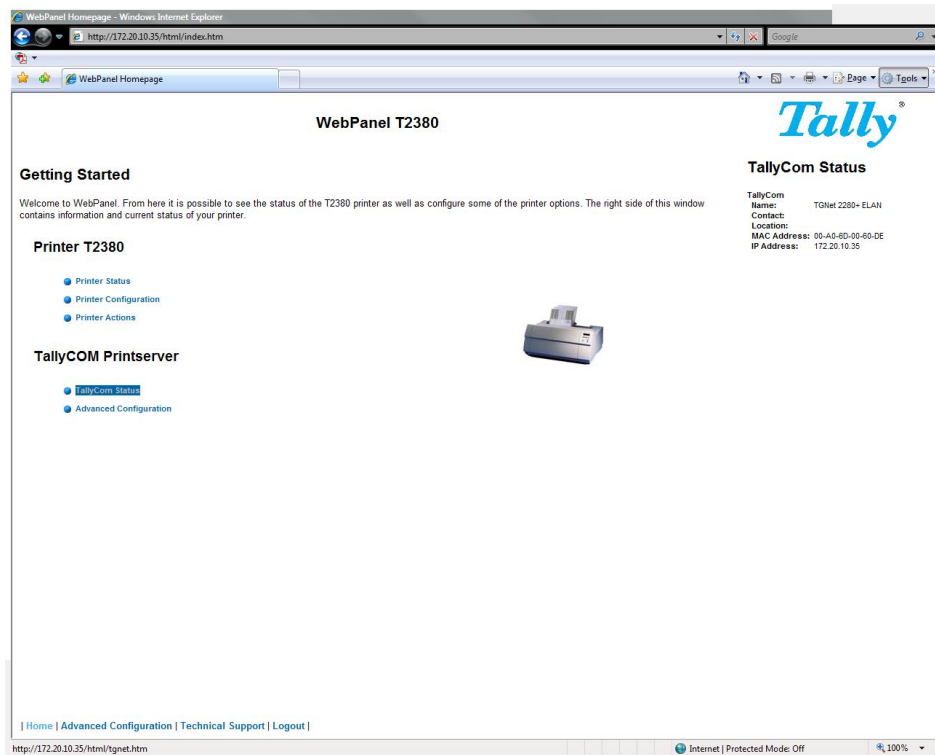 WebPanel Homepage - Windows Internet Explorer
http://172.20.10.35/html/index.htm
Google
WebPanel Homepage
Page
Tools
WebPanel T2380
Tally®
Getting Started
Welcome to WebPanel. From here it is possible to see the status of the T2380 printer as well as configure some of the printer options. The right side of this window
contains information and current status of your printer.
Printer T2380
Printer Status
Printer Configuration
Printer Actions
TallyCOM Printserver
TallyCom Status
Advanced Configuration
TallyCom Status
TallyCom
Name: TGNet 2280+ ELAN
Contact:
Location:
MAC Address: 00-A0-6D-00-60-DE
IP Address: 172.20.10.35
| Home | Advanced Configuration | Technical Support | Logout |
http://172.20.10.35/html/tgnet.htm
Internet | Protected Mode: Off
100%